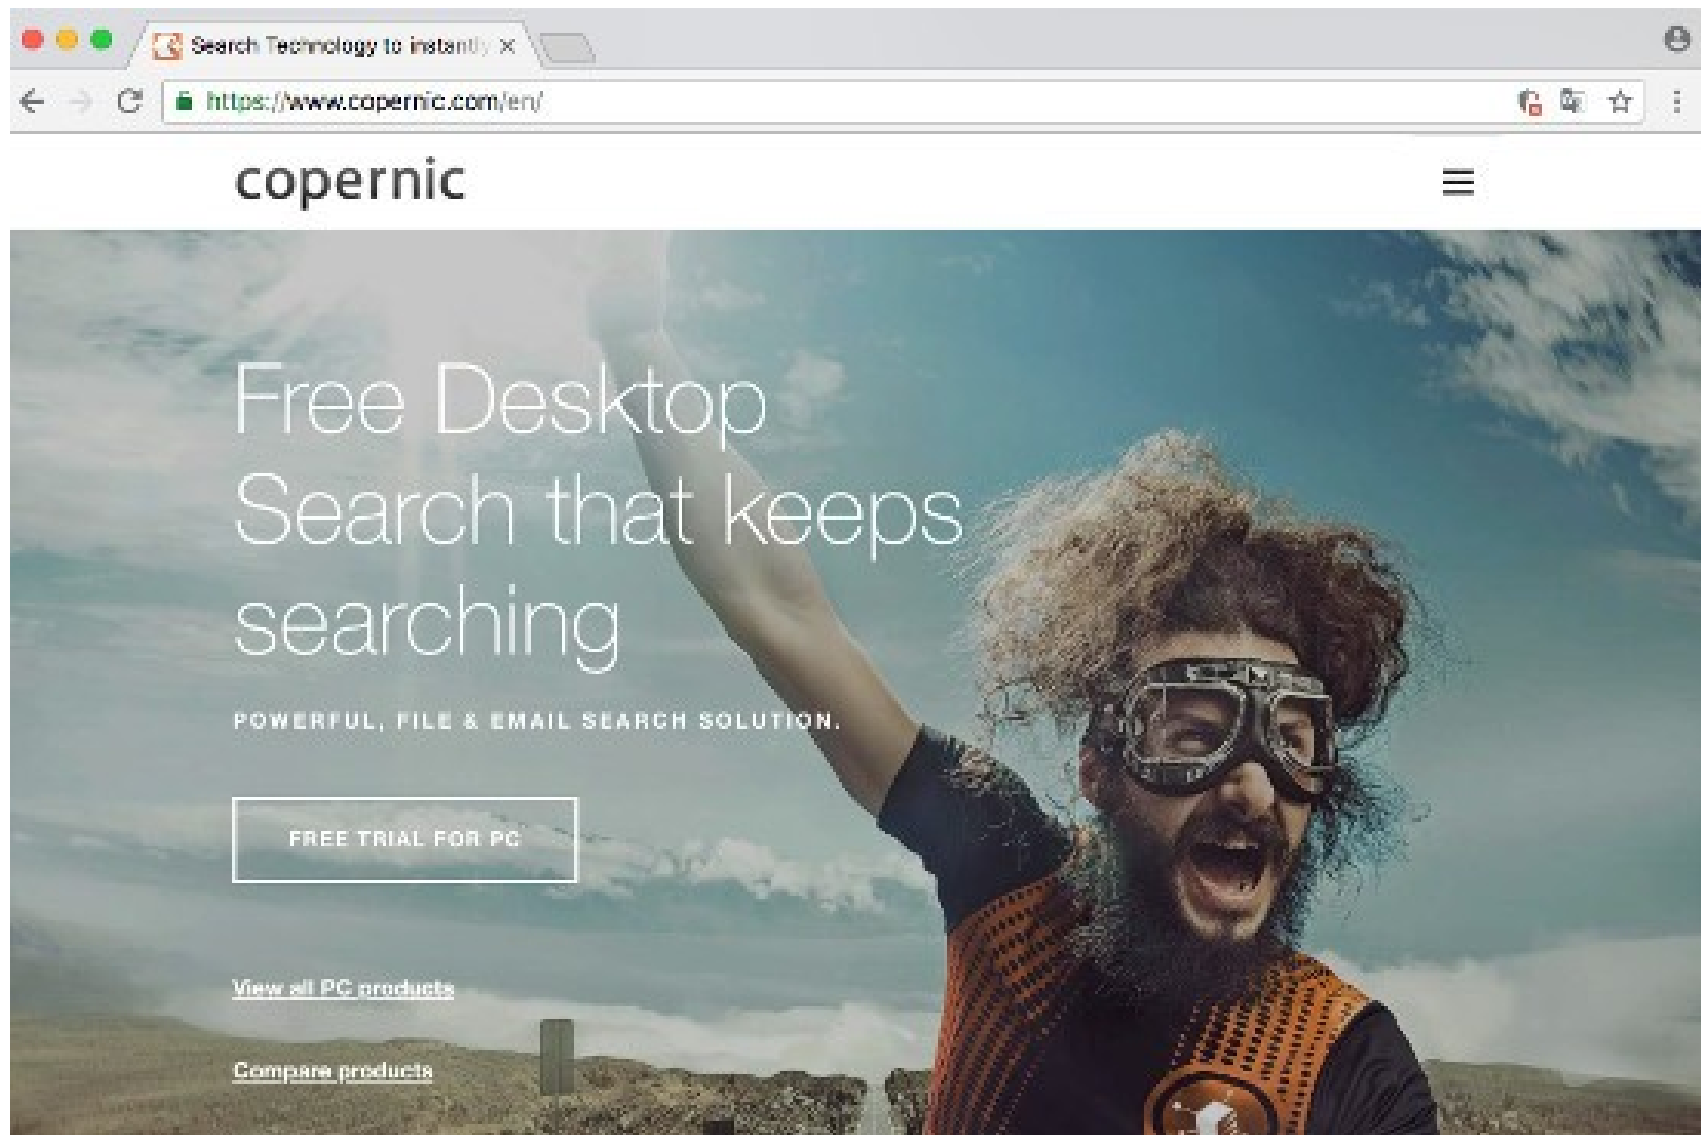 Search Technology to instantly
https://www.copernic.com/en/
copernic
Free Desktop
Search that keeps
searching
POWERFUL, FILE & EMAIL SEARCH SOLUTION.
FREE TRIAL FOR PC
View all PC products
Compare products